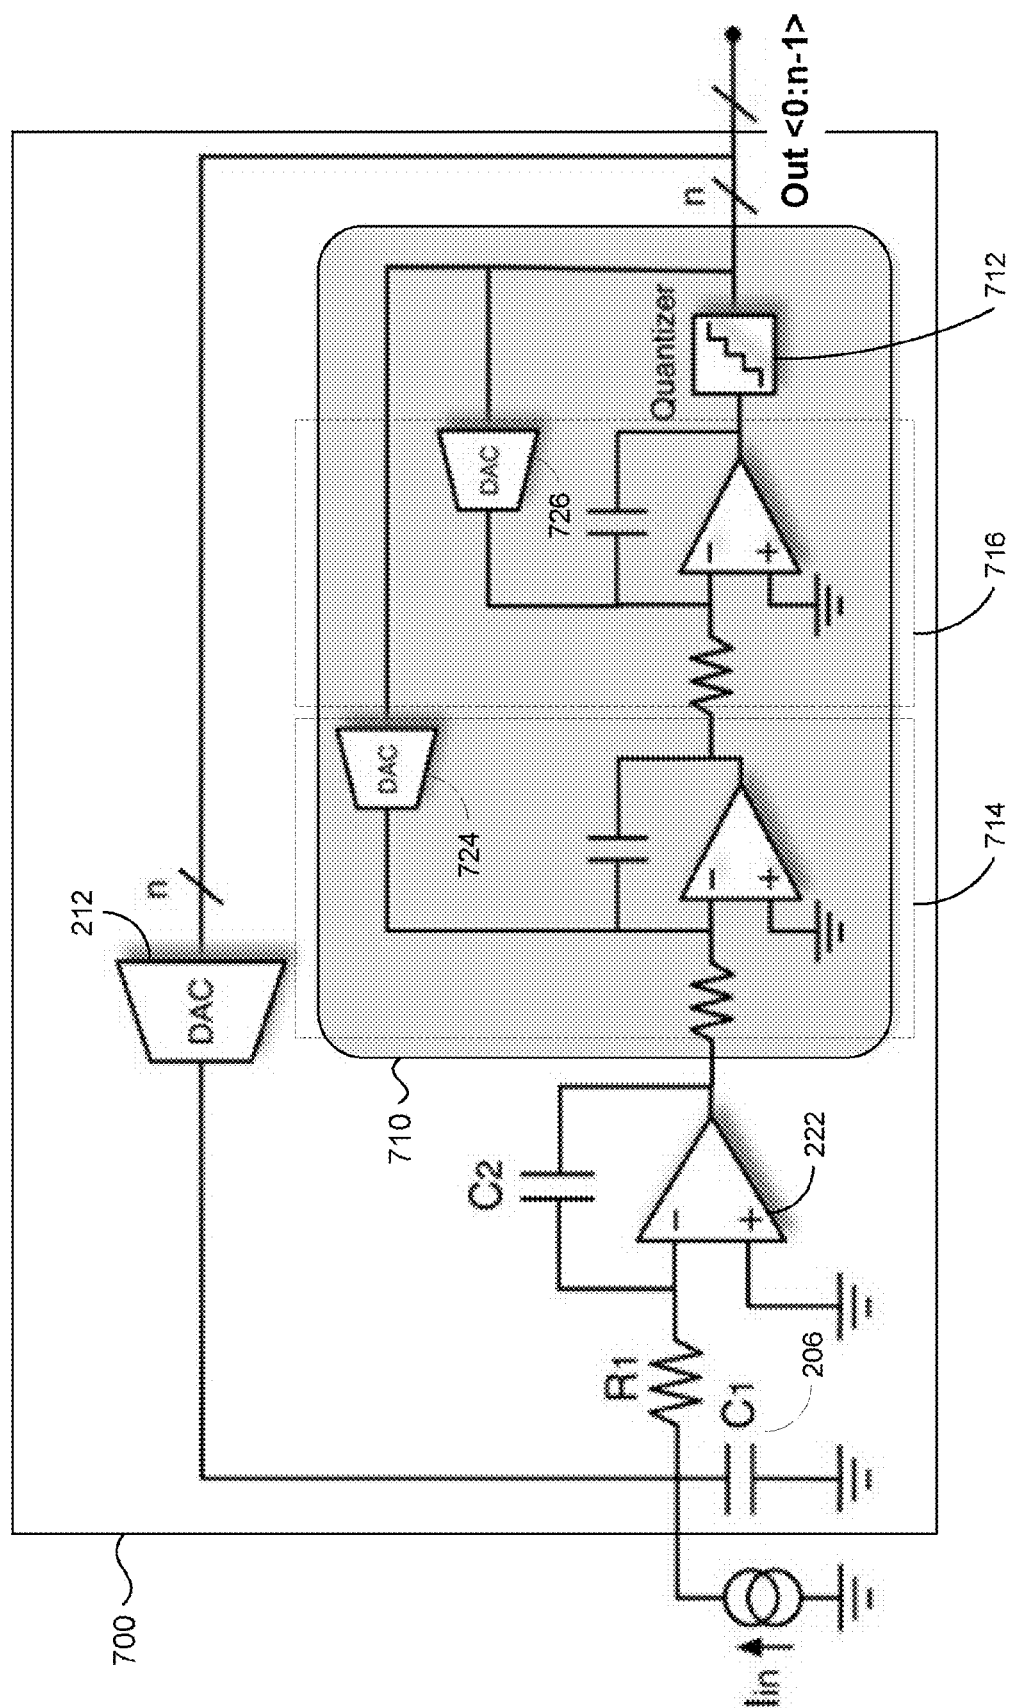 700
Iin
R1
C1
206
C2
222
710
212
DAC
n
DAC
724
714
DAC
726
716
Quantizer
712
n
Out <0:n-1>
−
+
−
+
−
+